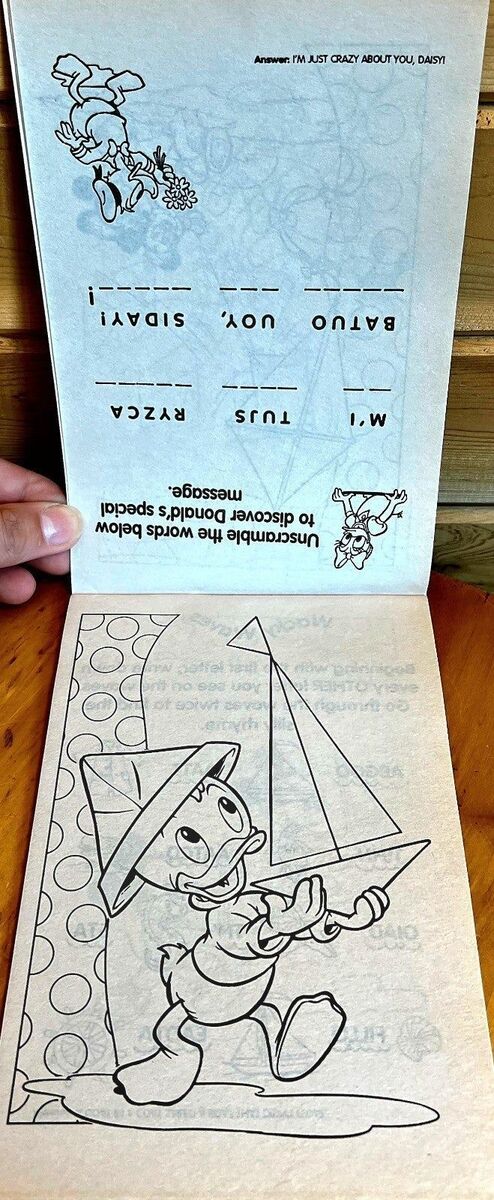 Unscramble the words below
to discover Donald's special
message.
M'I TUJS RYZCA
BATUO UOY, SIDAY!
!
Answer: I'M JUST CRAZY ABOUT YOU, DAISY!